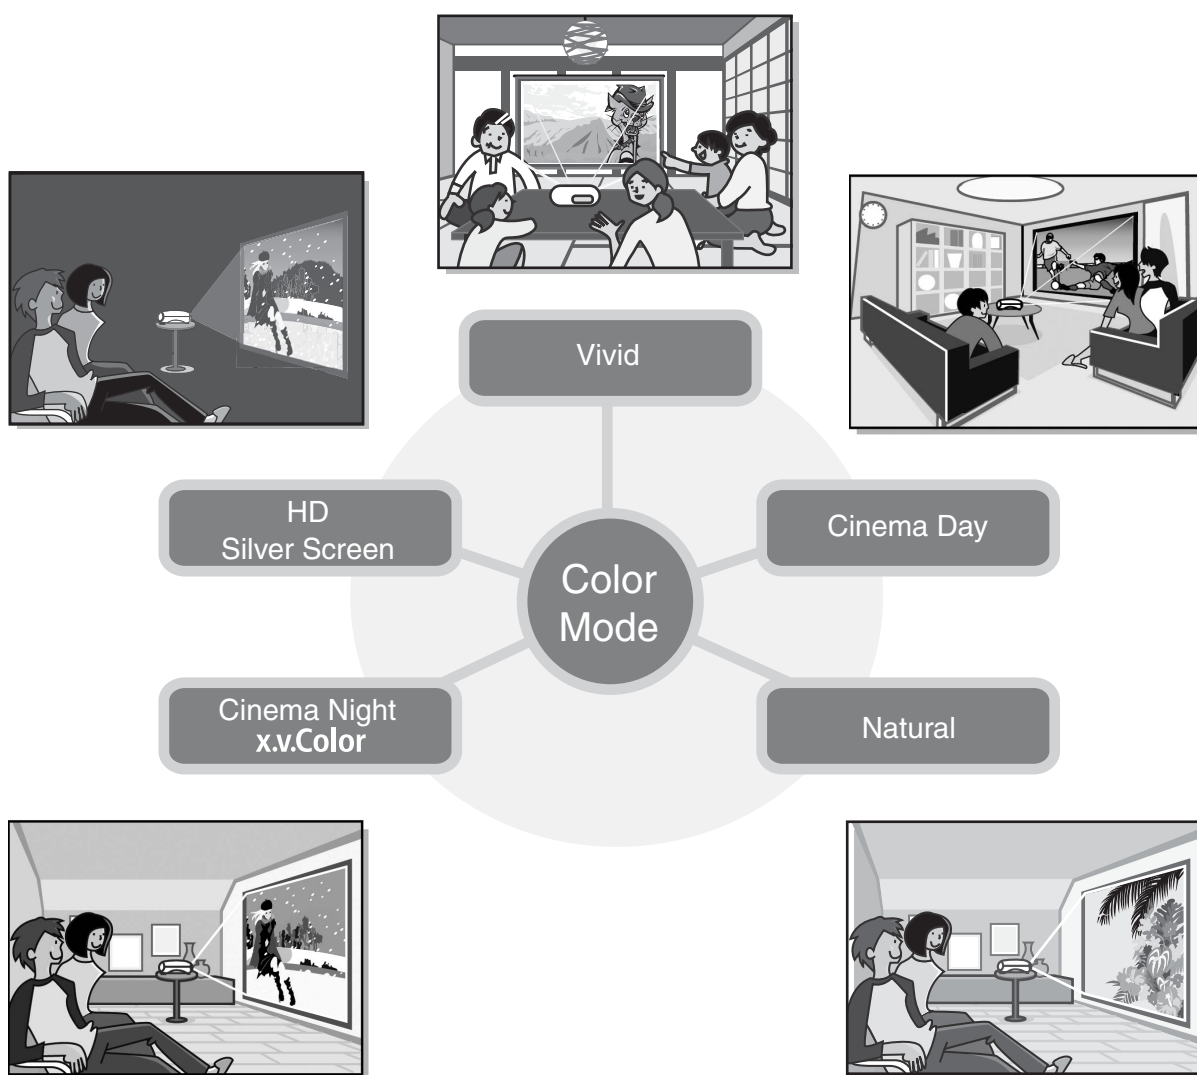 Vivid
HD
Silver Screen
Cinema Day
Color
Mode
Cinema Night
x.v.Color
Natural